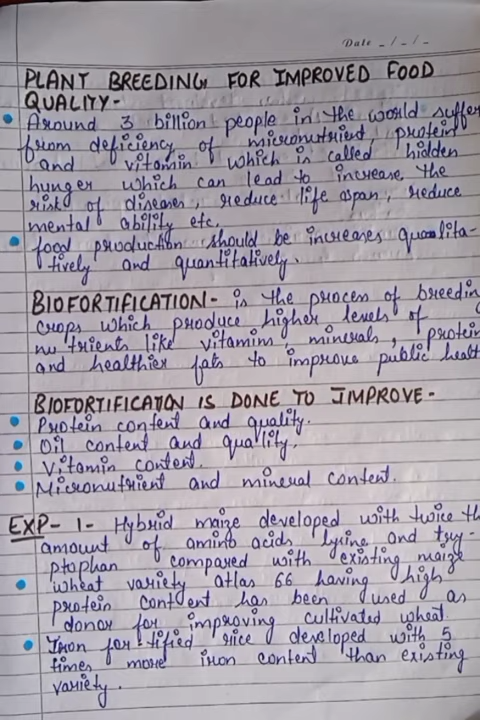 Date _/_/_
PLANT BREEDING FOR IMPROVED FOOD
QUALITY-
Around 3 billion people in the world suffer
from deficiency of micronutrient, protein
and vitamin which is called hidden
hunger which can lead to increase the
risk of diseases, reduce life span, reduce
mental ability etc.
food production should be increases qualita-
tively and quantitatively.
BIOFORTIFICATION- is the process of breeding
crops which produce higher levels of
nutrients like vitamins, minerals, protein
and healthier fats to improve public healt
BIOFORTIFICATION IS DONE TO IMPROVE-
Protein content and quality.
Oil content and quality.
Vitamin content.
Micronutrient and mineral content.
EXP- 1- Hybrid maize developed with twice th
amount of amino acids lysine and try-
ptophan compared with existing maize
wheat variety atlas 66 having high
protein content has been used as
donor for improving cultivated wheat.
Iron fortified rice developed with 5
times more iron content than existing
variety.